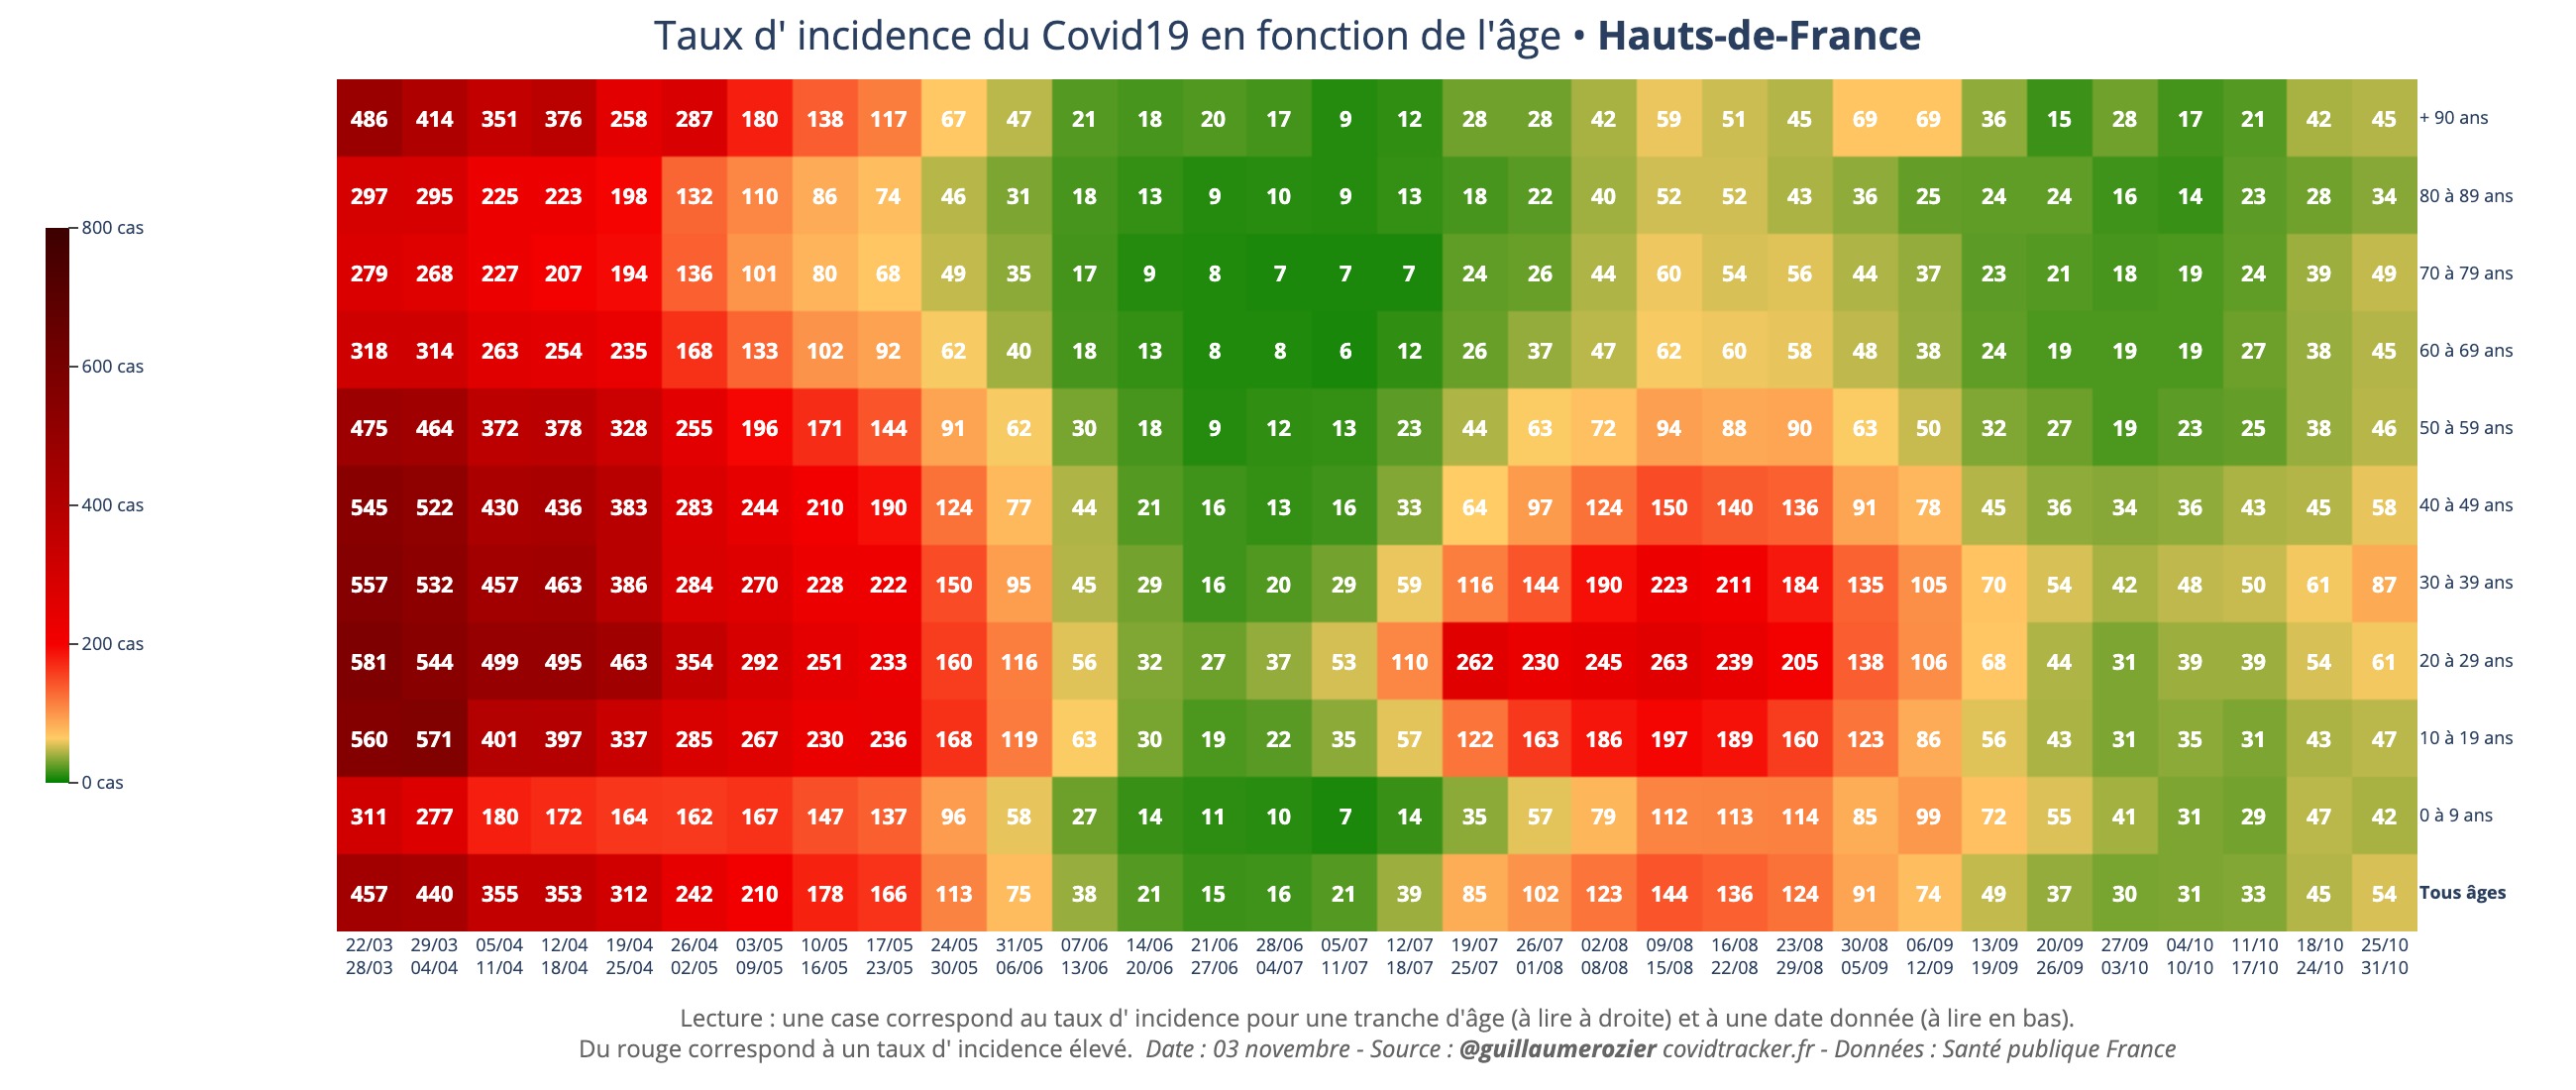 Taux d' incidence du Covid19 en fonction de l'âge • Hauts-de-France
800 cas
600 cas
400 cas
200 cas
0 cas
486 414 351 376 258 287 180 138 117 67 47 21 18 20 17 9 12 28 28 42 59 51 45 69 69 36 15 28 17 21 42 45 + 90 ans
297 295 225 223 198 132 110 86 74 46 31 18 13 9 10 9 13 18 22 40 52 52 43 36 25 24 24 16 14 23 28 34 80 à 89 ans
279 268 227 207 194 136 101 80 68 49 35 17 9 8 7 7 7 24 26 44 60 54 56 44 37 23 21 18 19 24 39 49 70 à 79 ans
318 314 263 254 235 168 133 102 92 62 40 18 13 8 8 6 12 26 37 47 62 60 58 48 38 24 19 19 19 27 38 45 60 à 69 ans
475 464 372 378 328 255 196 171 144 91 62 30 18 9 12 13 23 44 63 72 94 88 90 63 50 32 27 19 23 25 38 46 50 à 59 ans
545 522 430 436 383 283 244 210 190 124 77 44 21 16 13 16 33 64 97 124 150 140 136 91 78 45 36 34 36 43 45 58 40 à 49 ans
557 532 457 463 386 284 270 228 222 150 95 45 29 16 20 29 59 116 144 190 223 211 184 135 105 70 54 42 48 50 61 87 30 à 39 ans
581 544 499 495 463 354 292 251 233 160 116 56 32 27 37 53 110 262 230 245 263 239 205 138 106 68 44 31 39 39 54 61 20 à 29 ans
560 571 401 397 337 285 267 230 236 168 119 63 30 19 22 35 57 122 163 186 197 189 160 123 86 56 43 31 35 31 43 47 10 à 19 ans
311 277 180 172 164 162 167 147 137 96 58 27 14 11 10 7 14 35 57 79 112 113 114 85 99 72 55 41 31 29 47 42 0 à 9 ans
457 440 355 353 312 242 210 178 166 113 75 38 21 15 16 21 39 85 102 123 144 136 124 91 74 49 37 30 31 33 45 54 Tous âges
22/03 29/03 05/04 12/04 19/04 26/04 03/05 10/05 17/05 24/05 31/05 07/06 14/06 21/06 28/06 05/07 12/07 19/07 26/07 02/08 09/08 16/08 23/08 30/08 06/09 13/09 20/09 27/09 04/10 11/10 18/10 25/10
28/03 04/04 11/04 18/04 25/04 02/05 09/05 16/05 23/05 30/05 06/06 13/06 20/06 27/06 04/07 11/07 18/07 25/07 01/08 08/08 15/08 22/08 29/08 05/09 12/09 19/09 26/09 03/10 10/10 17/10 24/10 31/10
Lecture : une case correspond au taux d' incidence pour une tranche d'âge (à lire à droite) et à une date donnée (à lire en bas).
Du rouge correspond à un taux d' incidence élevé. Date : 03 novembre - Source : @guillaumerozier covidtracker.fr - Données : Santé publique France